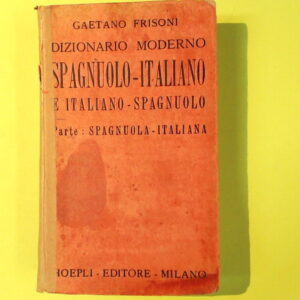 GAETANO FRISONI
DIZIONARIO MODERNO
SPAGNUOLO-ITALIANO
E ITALIANO-SPAGNUOLO
Parte: SPAGNUOLA-ITALIANA
HOEPLI - EDITORE - MILANO